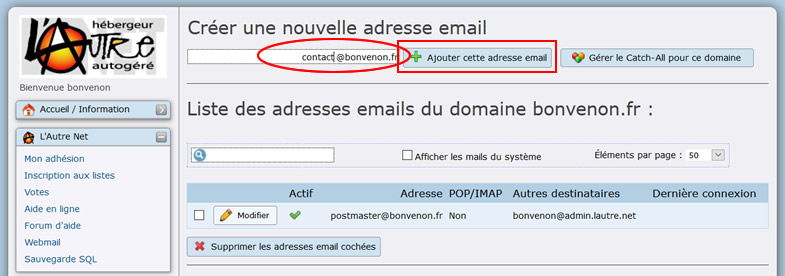 hébergeur
L'AUTRE
autogéré
Bienvenue bonvenon
Accueil / Information
L'Autre Net
Mon adhésion
Inscription aux listes
Votes
Aide en ligne
Forum d'aide
Webmail
Sauvegarde SQL
Créer une nouvelle adresse email
contact@bonvenon.fr Ajouter cette adresse email Gérer le Catch-All pour ce domaine
Liste des adresses emails du domaine bonvenon.fr :
Afficher les mails du système Éléments par page : 50
Actif Adresse POP/IMAP Autres destinataires Dernière connexion
Modifier postmaster@bonvenon.fr Non bonvenon@admin.lautre.net
Supprimer les adresses email cochées